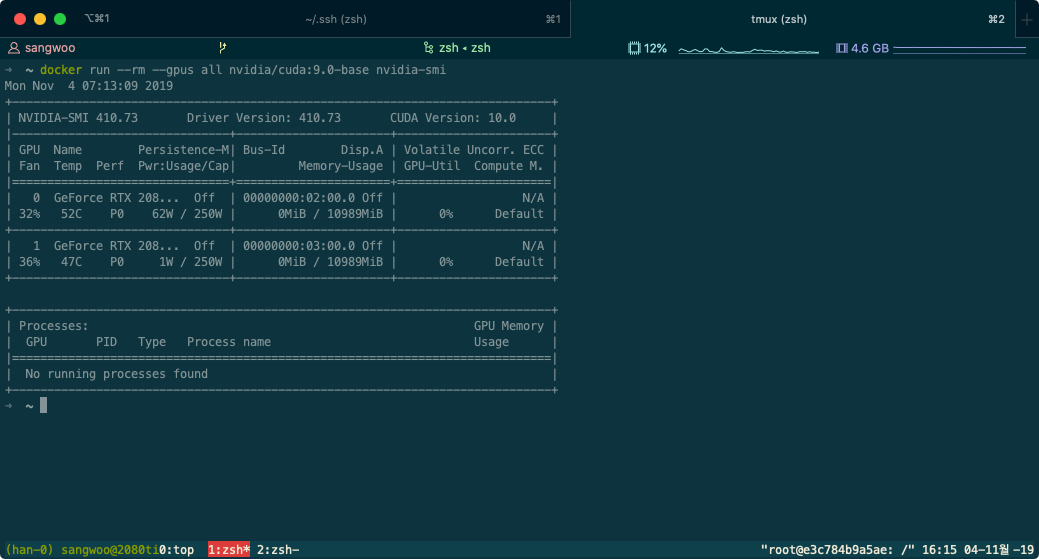 ⌥⌘1 ~/.ssh (zsh) ⌘1 tmux (zsh) ⌘2 +
sangwoo zsh ◂ zsh 12% 4.6 GB
→ ~ docker run --rm --gpus all nvidia/cuda:9.0-base nvidia-smi
Mon Nov  4 07:13:09 2019
+-----------------------------------------------------------------------------+
| NVIDIA-SMI 410.73       Driver Version: 410.73       CUDA Version: 10.0     |
|-------------------------------+----------------------+----------------------+
| GPU  Name        Persistence-M| Bus-Id        Disp.A | Volatile Uncorr. ECC |
| Fan  Temp  Perf  Pwr:Usage/Cap|         Memory-Usage | GPU-Util  Compute M. |
|===============================+======================+======================|
|   0  GeForce RTX 208...  Off  | 00000000:02:00.0 Off |                  N/A |
| 32%   52C    P0    62W / 250W |      0MiB / 10989MiB |      0%      Default |
+-------------------------------+----------------------+----------------------+
|   1  GeForce RTX 208...  Off  | 00000000:03:00.0 Off |                  N/A |
| 36%   47C    P0     1W / 250W |      0MiB / 10989MiB |      0%      Default |
+-------------------------------+----------------------+----------------------+
+-----------------------------------------------------------------------------+
| Processes:                                                       GPU Memory |
|  GPU       PID   Type   Process name                             Usage      |
|=============================================================================|
|  No running processes found                                                 |
+-----------------------------------------------------------------------------+
→ ~
(han-0) sangwoo@2080ti0:top  1:zsh* 2:zsh- "root@e3c784b9a5ae: /" 16:15 04-11월-19